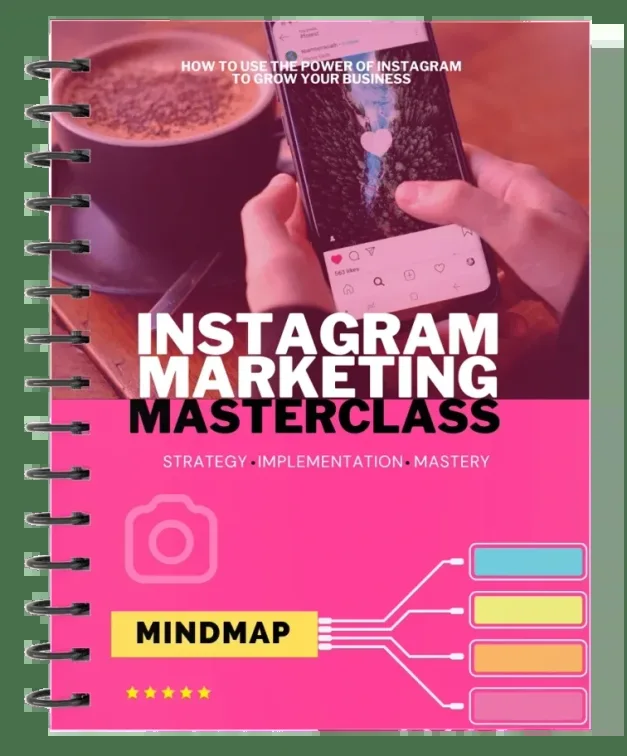 HOW TO USE THE POWER OF INSTAGRAM
TO GROW YOUR BUSINESS
INSTAGRAM
MARKETING
MASTERCLASS
STRATEGY • IMPLEMENTATION • MASTERY
MINDMAP